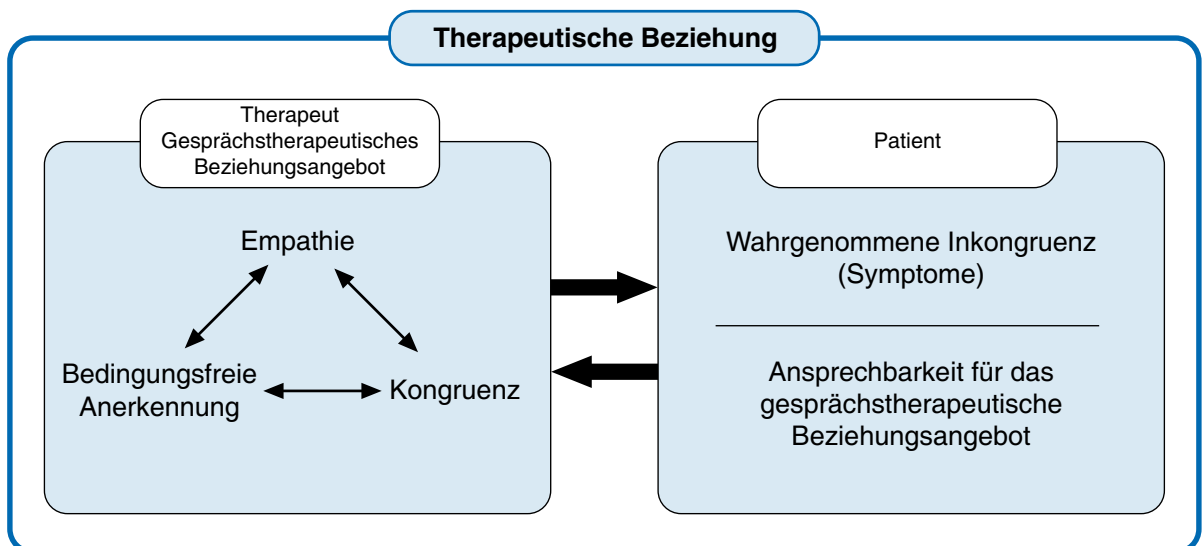 Therapeutische Beziehung
Therapeut
Gesprächstherapeutisches
Beziehungsangebot
Empathie
Bedingungsfreie
Anerkennung
Kongruenz
Patient
Wahrgenommene Inkongruenz
(Symptome)
Ansprechbarkeit für das
gesprächstherapeutische
Beziehungsangebot